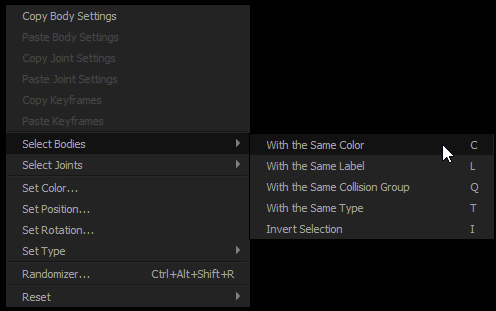 Copy Body Settings
Paste Body Settings
Copy Joint Settings
Paste Joint Settings
Copy Keyframes
Paste Keyframes
Select Bodies
With the Same Color C
Select Joints
With the Same Label L
With the Same Collision Group Q
Set Color...
With the Same Type T
Set Position...
Invert Selection I
Set Rotation...
Set Type
Randomizer... Ctrl+Alt+Shift+R
Reset